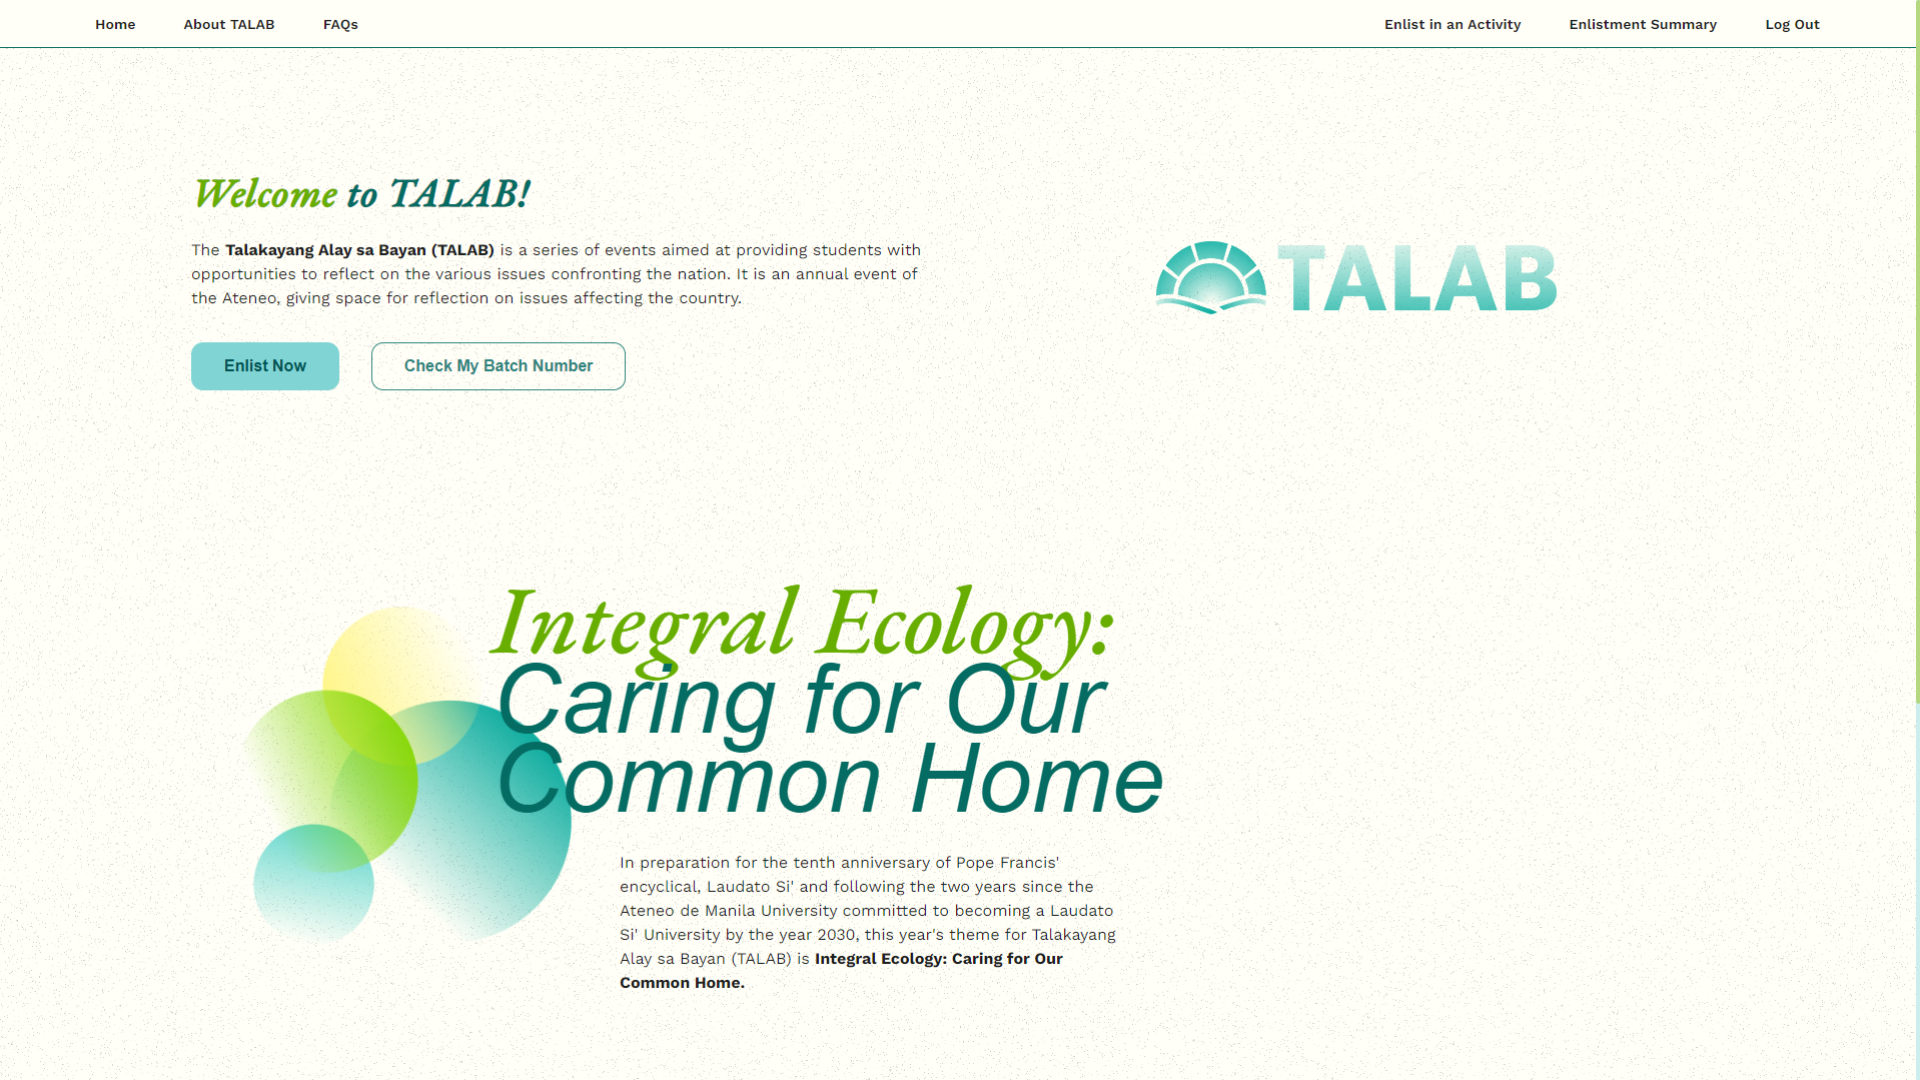 Home About TALAB FAQs Enlist in an Activity Enlistment Summary Log Out
Welcome to TALAB!
The Talakayang Alay sa Bayan (TALAB) is a series of events aimed at providing students with
opportunities to reflect on the various issues confronting the nation. It is an annual event of
the Ateneo, giving space for reflection on issues affecting the country.
Enlist Now Check My Batch Number
TALAB
Integral Ecology:
Caring for Our
Common Home
In preparation for the tenth anniversary of Pope Francis'
encyclical, Laudato Si' and following the two years since the
Ateneo de Manila University committed to becoming a Laudato
Si' University by the year 2030, this year's theme for Talakayang
Alay sa Bayan (TALAB) is Integral Ecology: Caring for Our
Common Home.